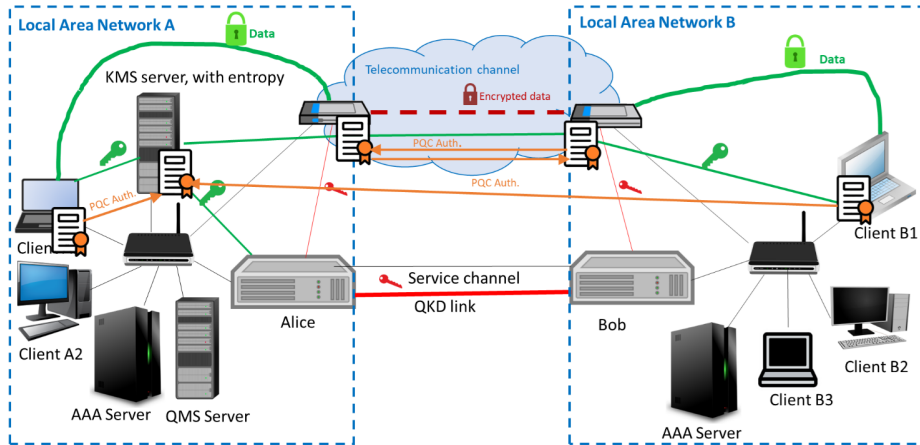 Local Area Network A
Local Area Network B
Data
Data
KMS server, with entropy
Telecommunication channel
Encrypted data
PQC Auth.
PQC Auth.
PQC Auth.
Client
Client B1
Service channel
QKD link
Alice
Bob
Client A2
Client B2
AAA Server
QMS Server
Client B3
AAA Server